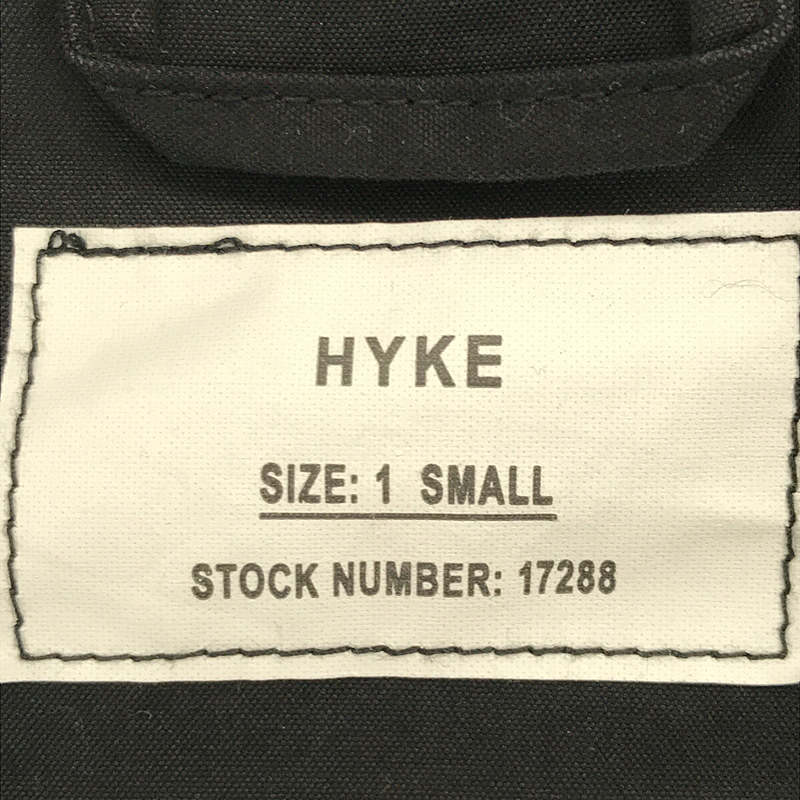 HYKE
SIZE: 1 SMALL
STOCK NUMBER: 17288